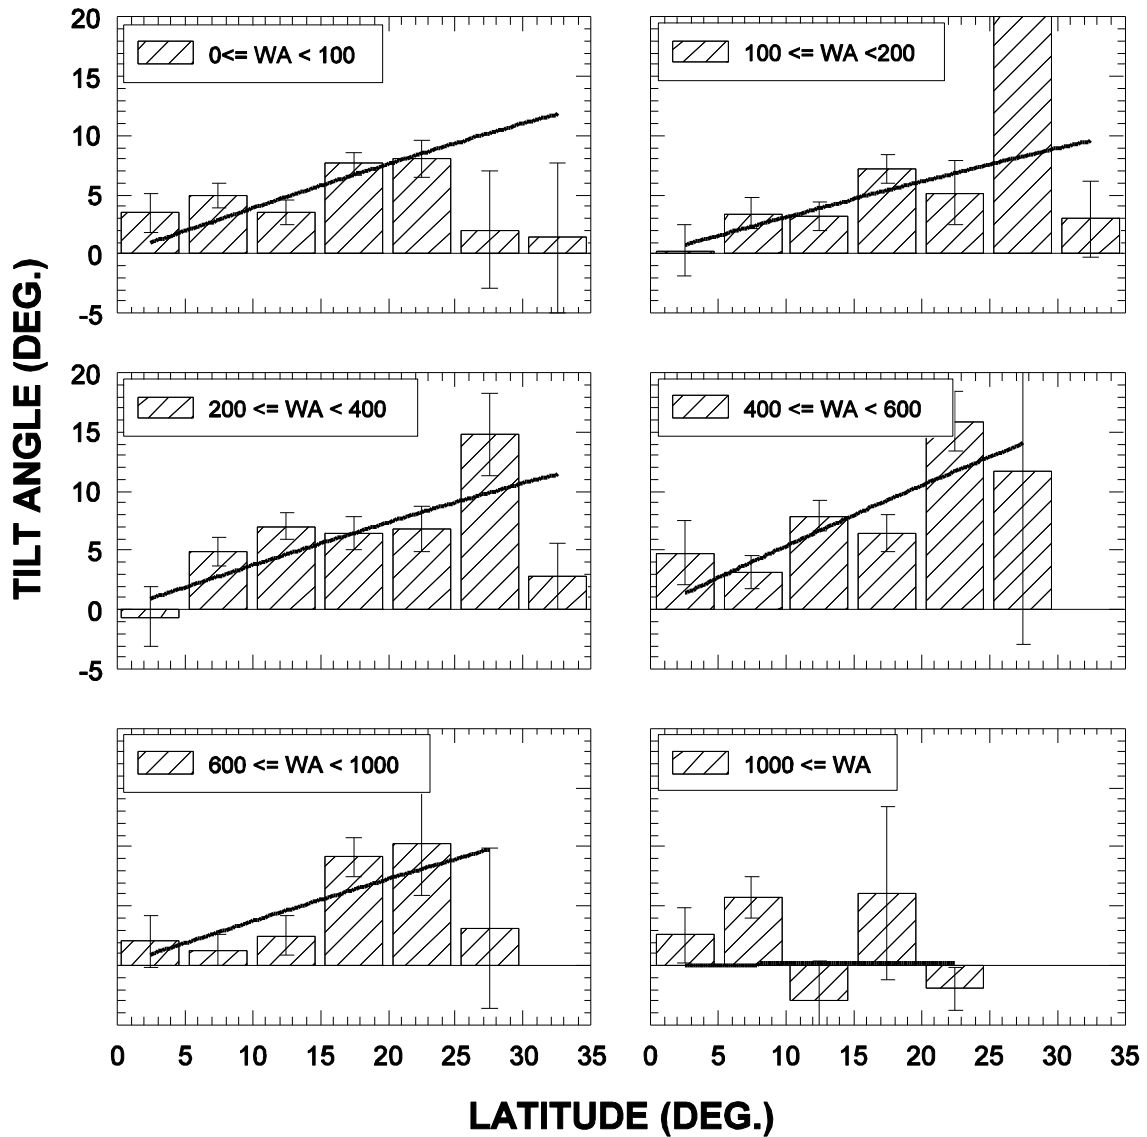 20
15
10
5
0
-5
0<= WA < 100
100 <= WA <200
TILT ANGLE (DEG.)
20
15
10
5
0
-5
200 <= WA < 400
400 <= WA < 600
600 <= WA < 1000
1000 <= WA
0 5 10 15 20 25 30 35
0 5 10 15 20 25 30 35
LATITUDE (DEG.)